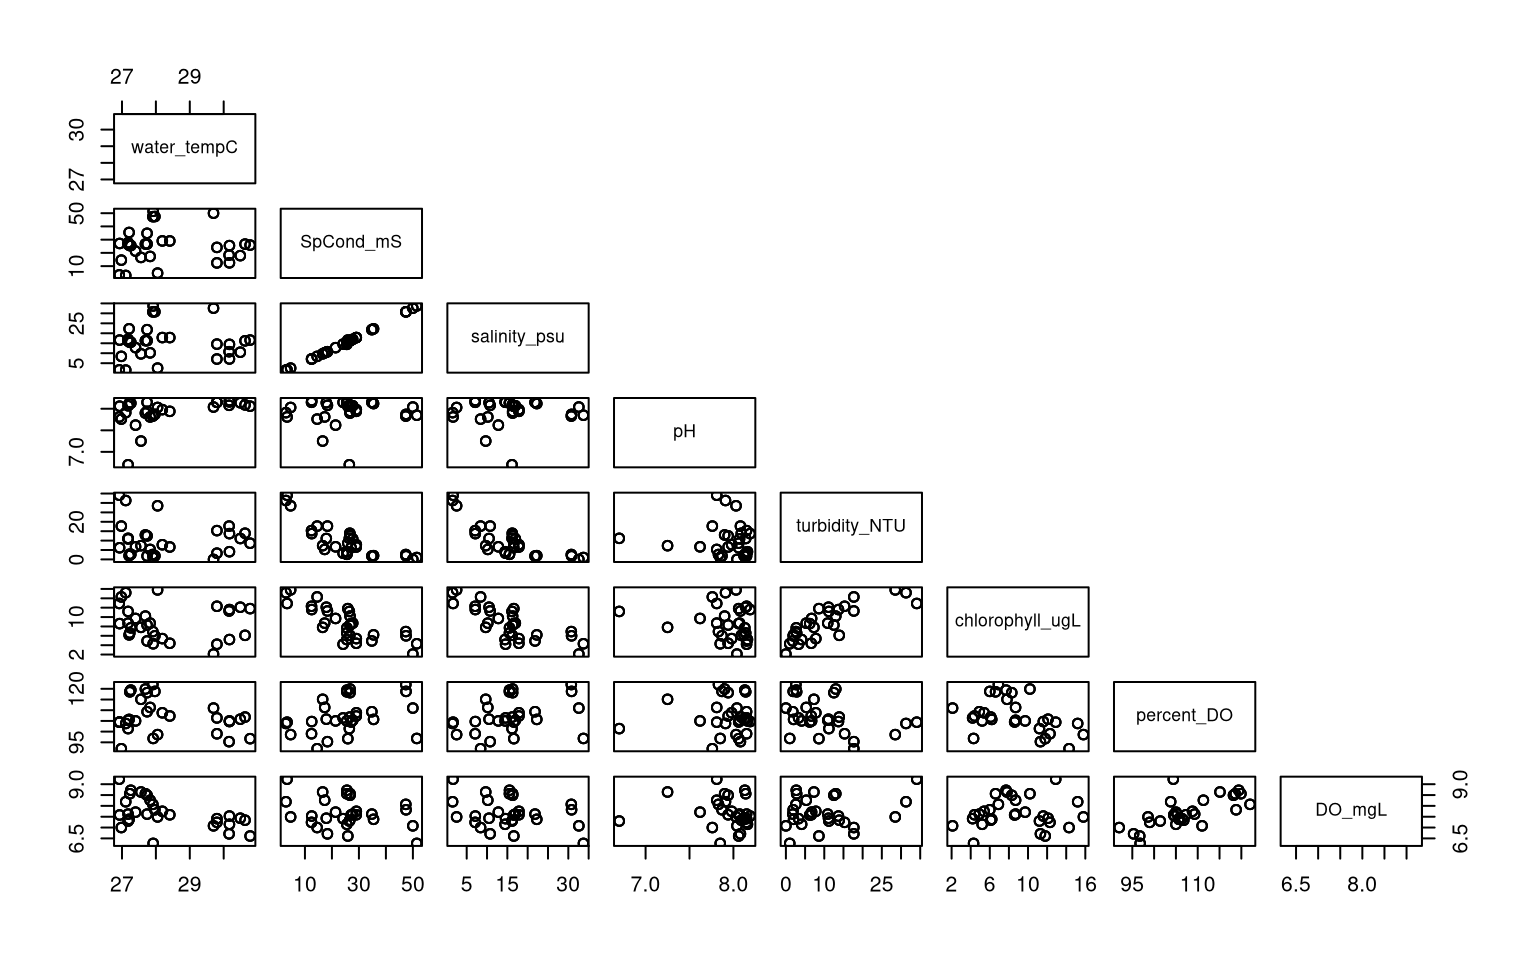 27 29
30
27
water_tempC
50
10
SpCond_mS
25
5
salinity_psu
7.0
pH
20
0
turbidity_NTU
10
2
chlorophyll_ugL
120
95
percent_DO
9.0
6.5
DO_mgL
9.0
6.5
27 29 10 30 50 5 15 30 7.0 8.0 0 10 25 2 6 10 16 95 110 6.5 8.0